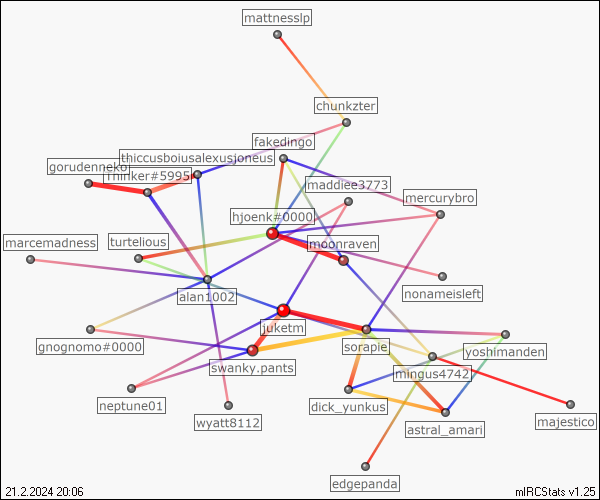 mattnesslp
chunkzter
fakedingo
thiccusboiusalexusjoneus
gorudenneko
Thinker#5995
maddiee3773
mercurybro
hjoenk#0000
marcemadness
turtelious
moonraven
nonameisleft
alan1002
juketm
gnognomo#0000
sorapie
yoshimanden
swanky.pants
mingus4742
neptune01
dick_yunkus
wyatt8112
astral_amari
majestico
edgepanda
21.2.2024 20:06
mIRCStats v1.25